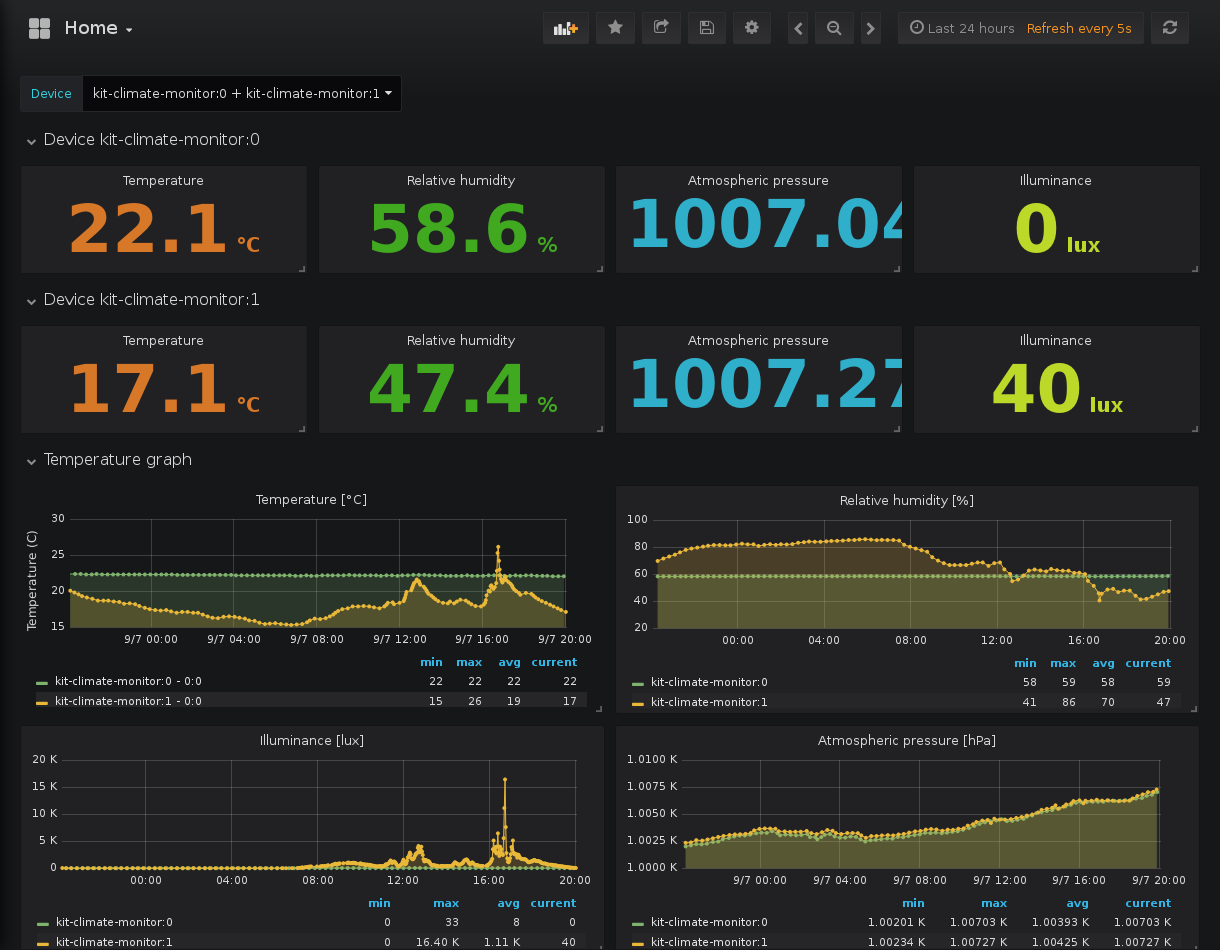 Home
Last 24 hours Refresh every 5s
Device kit-climate-monitor:0 + kit-climate-monitor:1
Device kit-climate-monitor:0
Temperature Relative humidity Atmospheric pressure Illuminance
22.1 °C 58.6 % 1007.04 0 lux
Device kit-climate-monitor:1
Temperature Relative humidity Atmospheric pressure Illuminance
17.1 °C 47.4 % 1007.27 40 lux
Temperature graph
Temperature [°C]
Temperature (C)
30
25
20
15
9/7 00:00 9/7 04:00 9/7 08:00 9/7 12:00 9/7 16:00 9/7 20:00
min max avg current
kit-climate-monitor:0 - 0:0 22 22 22 22
kit-climate-monitor:1 - 0:0 15 26 19 17
Relative humidity [%]
100
80
60
40
20
00:00 04:00 08:00 12:00 16:00 20:00
min max avg current
kit-climate-monitor:0 58 59 58 59
kit-climate-monitor:1 41 86 70 47
Illuminance [lux]
20 K
15 K
10 K
5 K
0
00:00 04:00 08:00 12:00 16:00 20:00
min max avg current
kit-climate-monitor:0 0 33 8 0
kit-climate-monitor:1 0 16.40 K 1.11 K 40
Atmospheric pressure [hPa]
1.0100 K
1.0075 K
1.0050 K
1.0025 K
1.0000 K
9/7 00:00 9/7 04:00 9/7 08:00 9/7 12:00 9/7 16:00 9/7 20:00
min max avg current
kit-climate-monitor:0 1.00201 K 1.00703 K 1.00393 K 1.00703 K
kit-climate-monitor:1 1.00234 K 1.00727 K 1.00425 K 1.00727 K